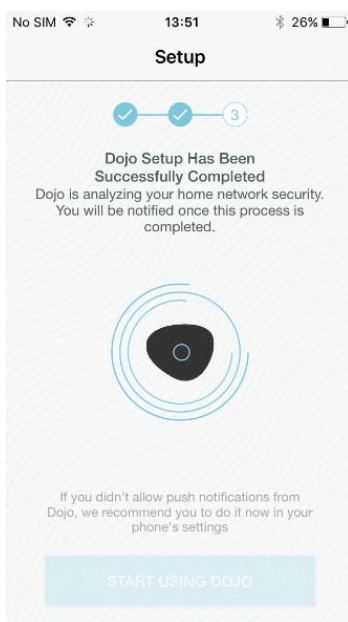 No SIM 13:51 26%
Setup
3
Dojo Setup Has Been
Successfully Completed
Dojo is analyzing your home network security.
You will be notified once this process is
completed.
If you didn't allow push notifications from
Dojo, we recommend you to do it now in your
phone's settings
START USING DOJO